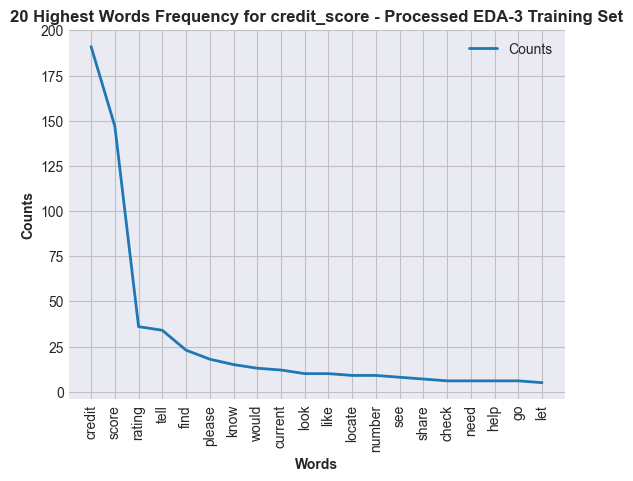 20 Highest Words Frequency for credit_score - Processed EDA-3 Training Set
Counts
200
175
150
125
100
75
50
25
0
Counts
credit
score
rating
tell
find
please
know
would
current
look
like
locate
number
see
share
check
need
help
go
let
Words